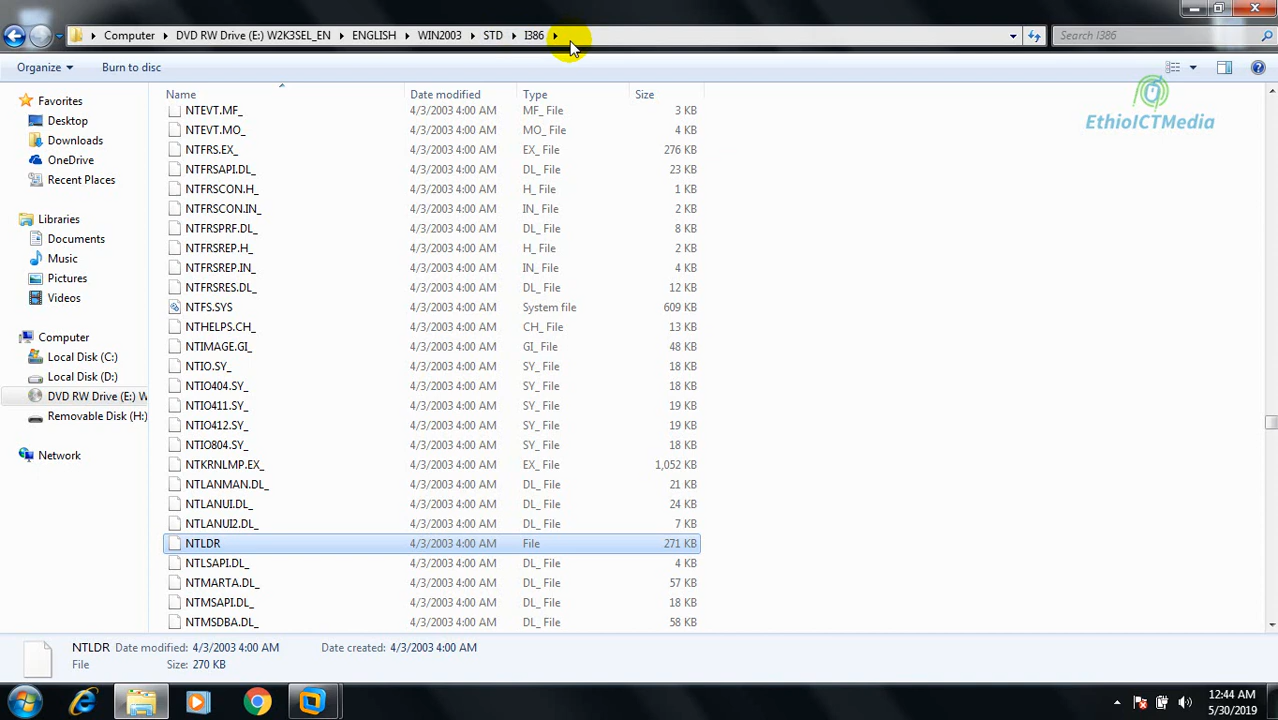 Computer DVD RW Drive (E:) W2K3SEL_EN ENGLISH WIN2003 STD I386 Search I386
Organize Burn to disc
EthioICTMedia
Favorites
Desktop
Downloads
OneDrive
Recent Places
Libraries
Documents
Music
Pictures
Videos
Computer
Local Disk (C:)
Local Disk (D:)
DVD RW Drive (E:) W
Removable Disk (H:)
Network
Name Date modified Type Size
NTEVT.MF_ 4/3/2003 4:00 AM MF_ File 3 KB
NTEVT.MO_ 4/3/2003 4:00 AM MO_ File 4 KB
NTFRS.EX_ 4/3/2003 4:00 AM EX_ File 276 KB
NTFRSAPI.DL_ 4/3/2003 4:00 AM DL_ File 23 KB
NTFRSCON.H_ 4/3/2003 4:00 AM H_ File 1 KB
NTFRSCON.IN_ 4/3/2003 4:00 AM IN_ File 2 KB
NTFRSPRF.DL_ 4/3/2003 4:00 AM DL_ File 8 KB
NTFRSREP.H_ 4/3/2003 4:00 AM H_ File 2 KB
NTFRSREP.IN_ 4/3/2003 4:00 AM IN_ File 4 KB
NTFRSRES.DL_ 4/3/2003 4:00 AM DL_ File 12 KB
NTFS.SYS 4/3/2003 4:00 AM System file 609 KB
NTHELPS.CH_ 4/3/2003 4:00 AM CH_ File 13 KB
NTIMAGE.GI_ 4/3/2003 4:00 AM GI_ File 48 KB
NTIO.SY_ 4/3/2003 4:00 AM SY_ File 18 KB
NTIO404.SY_ 4/3/2003 4:00 AM SY_ File 18 KB
NTIO411.SY_ 4/3/2003 4:00 AM SY_ File 19 KB
NTIO412.SY_ 4/3/2003 4:00 AM SY_ File 19 KB
NTIO804.SY_ 4/3/2003 4:00 AM SY_ File 18 KB
NTKRNLMP.EX_ 4/3/2003 4:00 AM EX_ File 1,052 KB
NTLANMAN.DL_ 4/3/2003 4:00 AM DL_ File 21 KB
NTLANUI.DL_ 4/3/2003 4:00 AM DL_ File 24 KB
NTLANUI2.DL_ 4/3/2003 4:00 AM DL_ File 7 KB
NTLDR 4/3/2003 4:00 AM File 271 KB
NTLSAPI.DL_ 4/3/2003 4:00 AM DL_ File 4 KB
NTMARTA.DL_ 4/3/2003 4:00 AM DL_ File 57 KB
NTMSAPI.DL_ 4/3/2003 4:00 AM DL_ File 18 KB
NTMSDBA.DL_ 4/3/2003 4:00 AM DL_ File 58 KB
NTLDR Date modified: 4/3/2003 4:00 AM Date created: 4/3/2003 4:00 AM
File Size: 270 KB
12:44 AM
5/30/2019